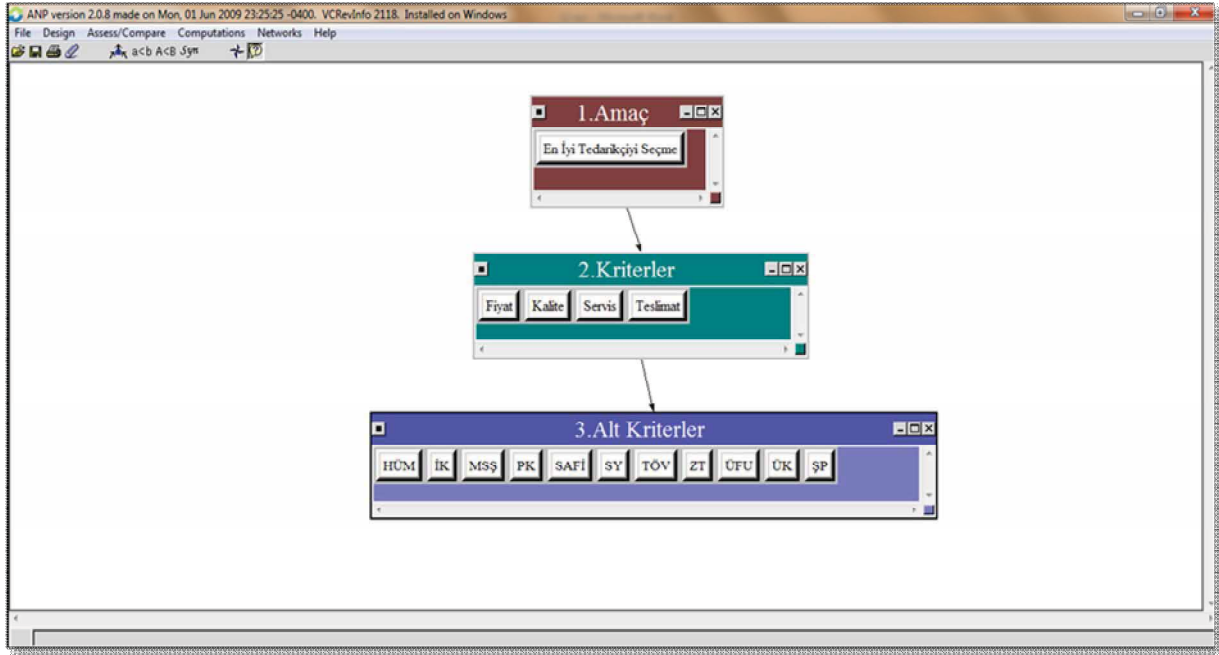 ANP version 2.0.8 made on Mon, 01 Jun 2009 23:25:25 -0400. VCRevInfo 2118. Installed on Windows
File Design Assess/Compare Computations Networks Help
a<b A<B Syn
1.Amaç
En İyi Tedarikçiyi Seçme
2.Kriterler
Fiyat Kalite Servis Teslimat
3.Alt Kriterler
HÜM İK MSŞ PK SAFİ SY TÖV ZT ÜFU ÜK ŞP